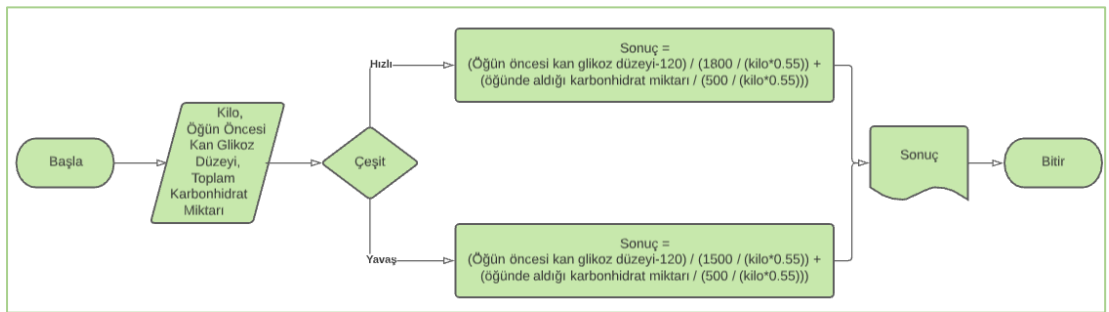 Başla
Kilo,
Öğün Öncesi
Kan Glikoz
Düzeyi,
Toplam
Karbonhidrat
Miktarı
Çeşit
Hızlı
Sonuç =
(Öğün öncesi kan glikoz düzeyi-120) / (1800 / (kilo*0.55)) +
(öğünde aldığı karbonhidrat miktarı / (500 / (kilo*0.55)))
Yavaş
Sonuç =
(Öğün öncesi kan glikoz düzeyi-120) / (1500 / (kilo*0.55)) +
(öğünde aldığı karbonhidrat miktarı / (500 / (kilo*0.55)))
Sonuç
Bitir